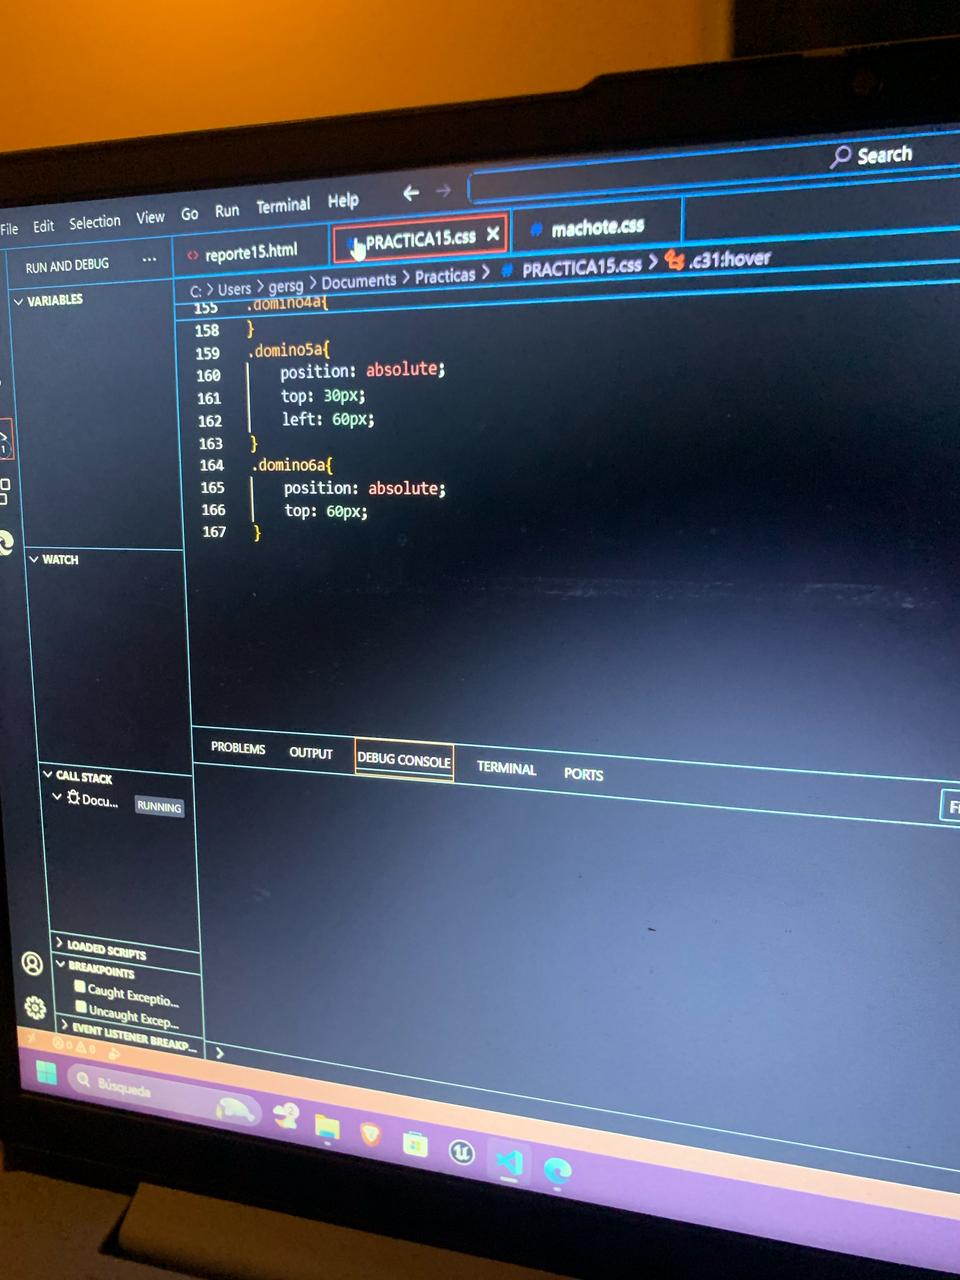 File Edit Selection View Go Run Terminal Help
Search
RUN AND DEBUG ...
reporte15.html
PRACTICA15.css
machote.css
C: > Users > gersg > Documents > Practicas > # PRACTICA15.css > .c31:hover
VARIABLES
155 .domino4a{
158 }
159 .domino5a{
160 position: absolute;
161 top: 30px;
162 left: 60px;
163 }
164 .domino6a{
165 position: absolute;
166 top: 60px;
167 }
WATCH
PROBLEMS OUTPUT DEBUG CONSOLE TERMINAL PORTS
CALL STACK
Docu... RUNNING
LOADED SCRIPTS
BREAKPOINTS
Caught Exceptio...
Uncaught Excep...
EVENT LISTENER BREAKP...
0 0
Búsqueda